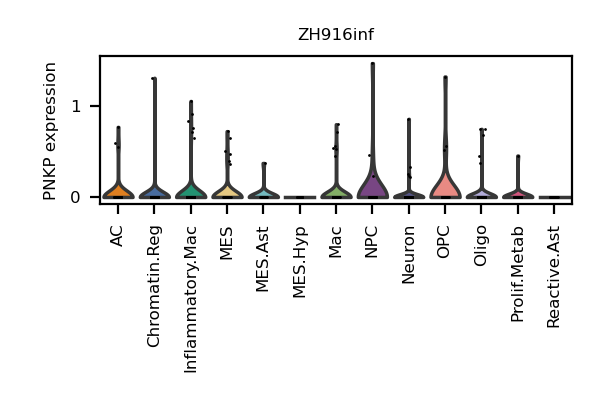 ZH916inf
PNKP expression
1
0
AC
Chromatin.Reg
Inflammatory.Mac
MES
MES.Ast
MES.Hyp
Mac
NPC
Neuron
OPC
Oligo
Prolif.Metab
Reactive.Ast